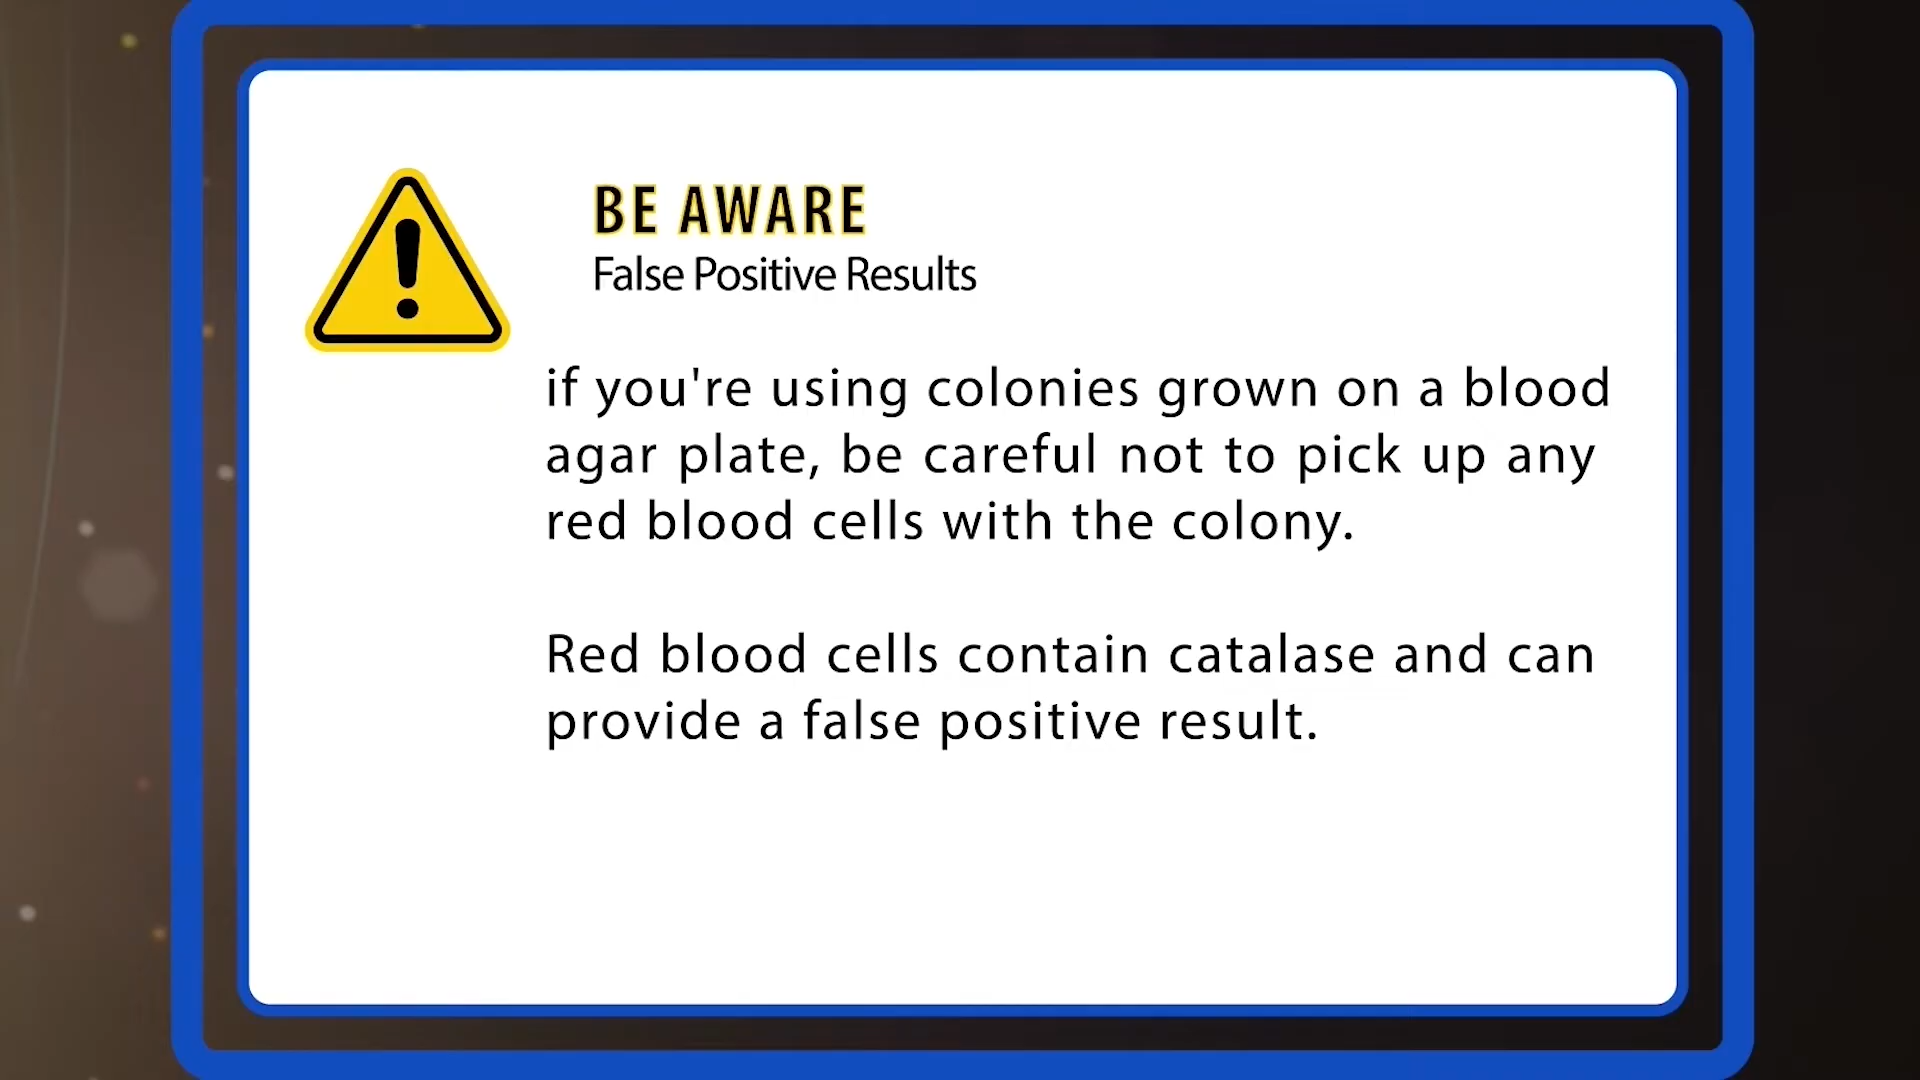 BE AWARE
False Positive Results
if you're using colonies grown on a blood
agar plate, be careful not to pick up any
red blood cells with the colony.
Red blood cells contain catalase and can
provide a false positive result.